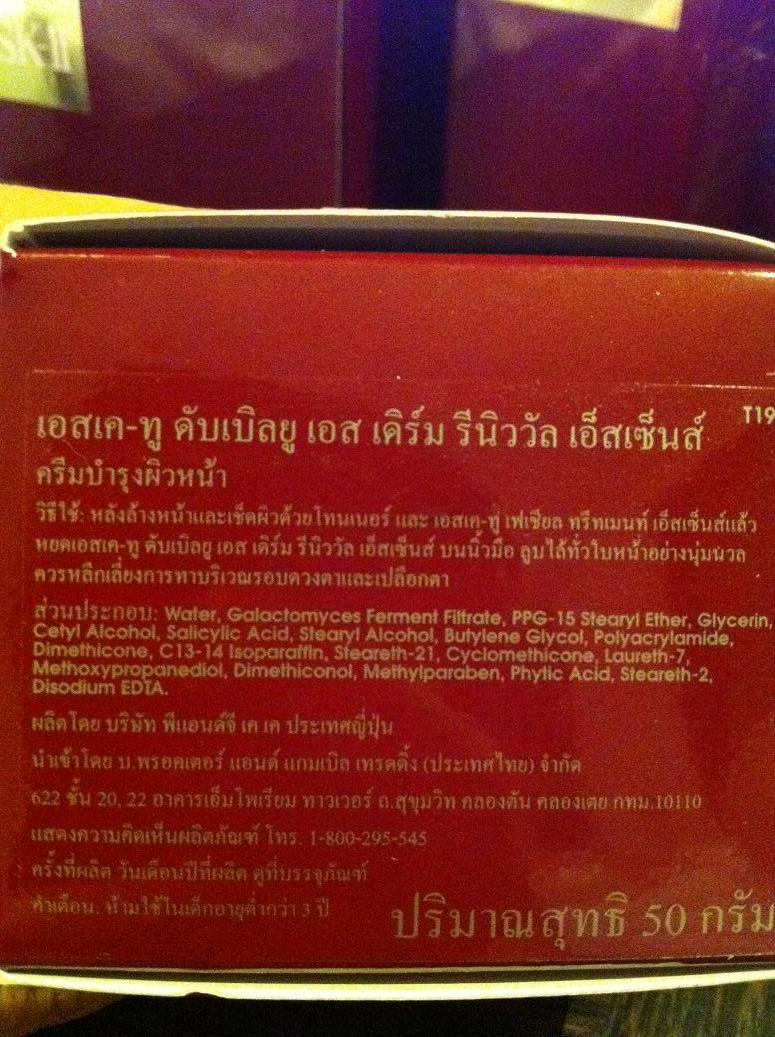 SK-II
T19
เอสเค-ทู ดับเบิลยู เอส เดิร์ม รีนิววัล เอ็สเซ็นส์
ครีมบำรุงผิวหน้า
วิธีใช้: หลังล้างหน้าและเช็ดผิวด้วยโทนเนอร์ และ เอสเค-ทู เฟเชียล ทรีทเมนท์ เอ็สเซ็นส์แล้ว
หยดเอสเค-ทู ดับเบิลยู เอส เดิร์ม รีนิววัล เอ็สเซ็นส์ บนนิ้วมือ ลูบไล้ทั่วใบหน้าอย่างนุ่มนวล
ควรหลีกเลี่ยงการทาบริเวณรอบดวงตาและเปลือกตา
ส่วนประกอบ: Water, Galactomyces Ferment Filtrate, PPG-15 Stearyl Ether, Glycerin,
Cetyl Alcohol, Salicylic Acid, Stearyl Alcohol, Butylene Glycol, Polyacrylamide,
Dimethicone, C13-14 Isoparaffin, Steareth-21, Cyclomethicone, Laureth-7,
Methoxypropanediol, Dimethiconol, Methylparaben, Phytic Acid, Steareth-2,
Disodium EDTA.
ผลิตโดย บริษัท พีแอนด์จี เค เค ประเทศญี่ปุ่น
นำเข้าโดย บ.พรอคเตอร์ แอนด์ แกมเบิล เทรดดิ้ง (ประเทศไทย) จำกัด
622 ชั้น 20, 22 อาคารเอ็มโพเรียม ทาวเวอร์ ถ.สุขุมวิท คลองตัน คลองเตย กทม.10110
แสดงความคิดเห็นผลิตภัณฑ์ โทร. 1-800-295-545
ครั้งที่ผลิต วันเดือนปีที่ผลิต ดูที่บรรจุภัณฑ์
คำเตือน: ห้ามใช้ในเด็กอายุต่ำกว่า 3 ปี
ปริมาณสุทธิ 50 กรัม